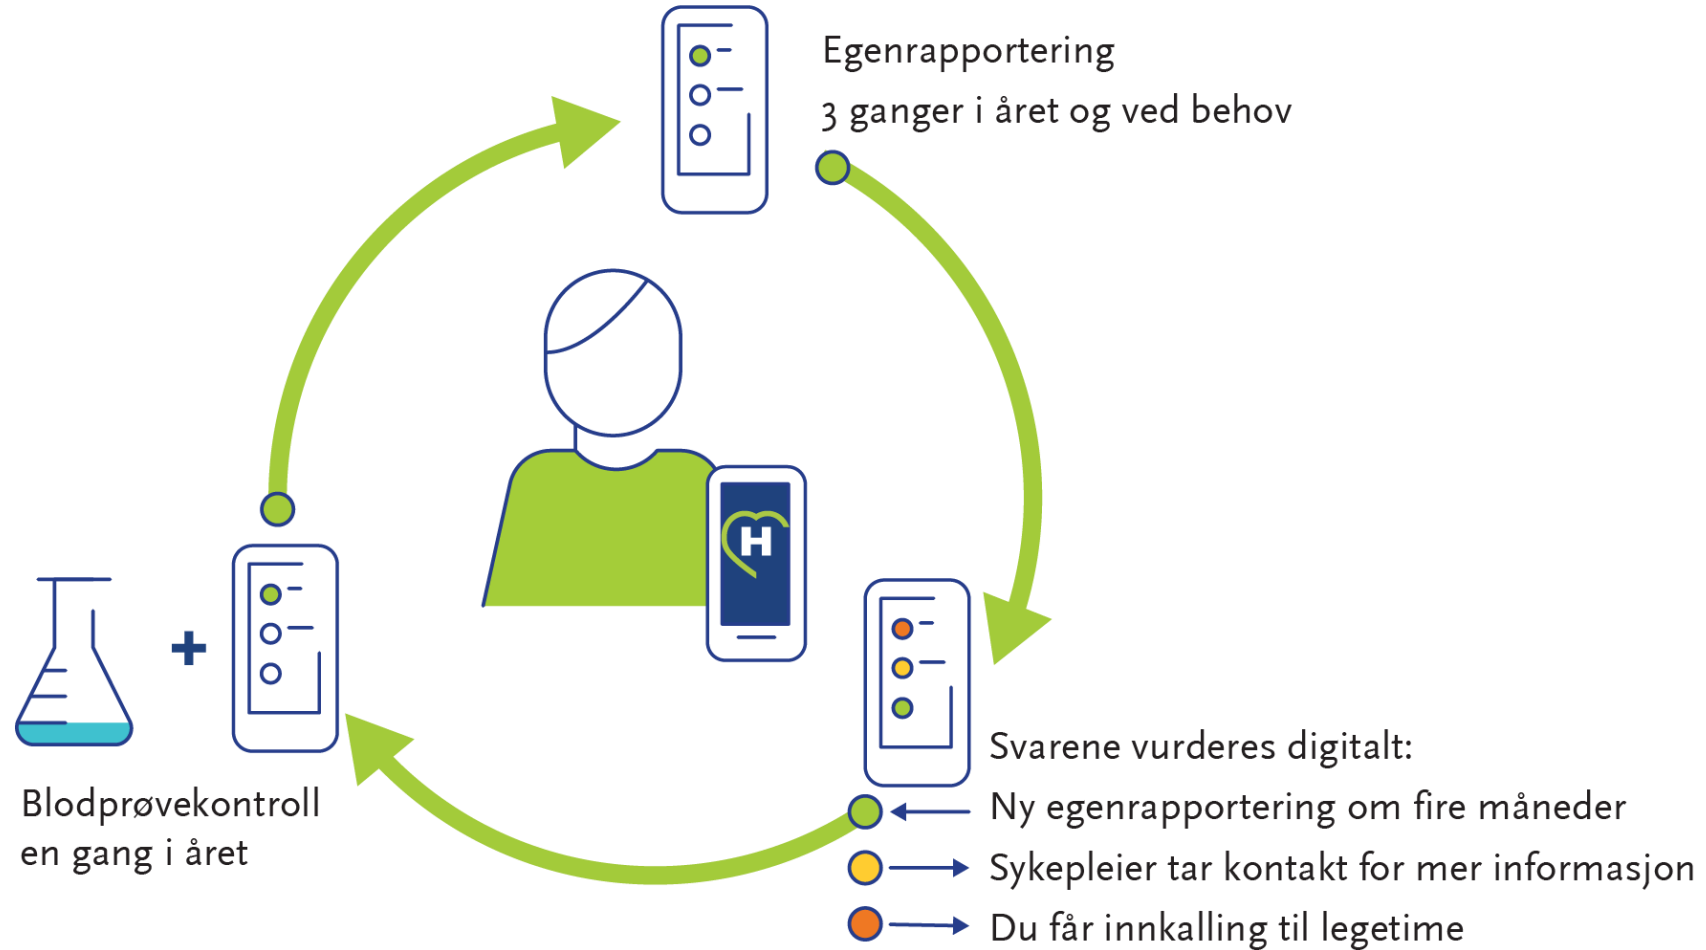 Egenrapportering
3 ganger i året og ved behov
H
Svarene vurderes digitalt:
Ny egenrapportering om fire måneder
Sykepleier tar kontakt for mer informasjon
Du får innkalling til legetime
+
Blodprøvekontroll
en gang i året